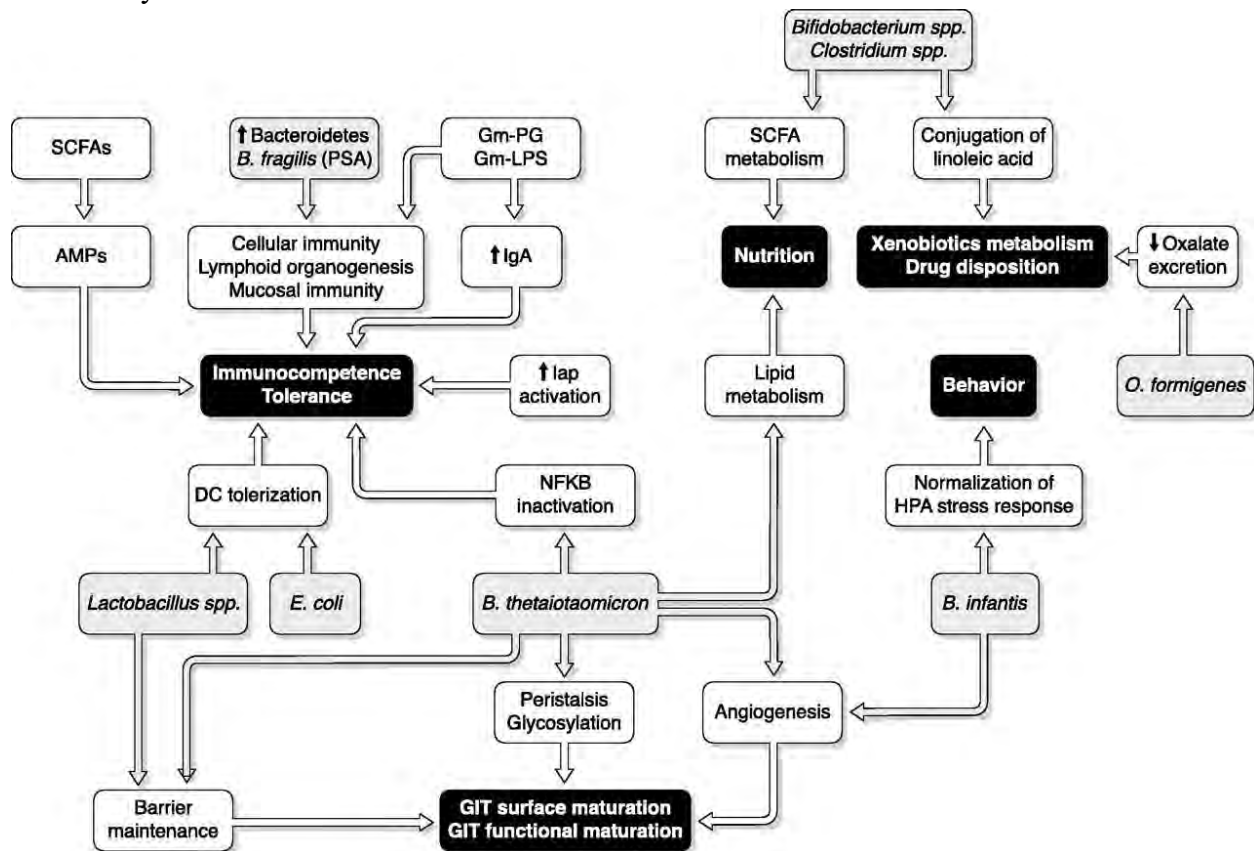 Bifidobacterium spp.
Clostridium spp.
SCFAs
↑ Bacteroidetes
B. fragilis (PSA)
Gm-PG
Gm-LPS
SCFA
metabolism
Conjugation of
linoleic acid
AMPs
Cellular immunity
Lymphoid organogenesis
Mucosal immunity
↑ IgA
Nutrition
Xenobiotics metabolism
Drug disposition
↓ Oxalate
excretion
Immunocompetence
Tolerance
↑ Iap
activation
Lipid
metabolism
Behavior
O. formigenes
DC tolerization
NFKB
inactivation
Normalization of
HPA stress response
Lactobacillus spp.
E. coli
B. thetaiotaomicron
B. infantis
Peristalsis
Glycosylation
Angiogenesis
Barrier
maintenance
GIT surface maturation
GIT functional maturation